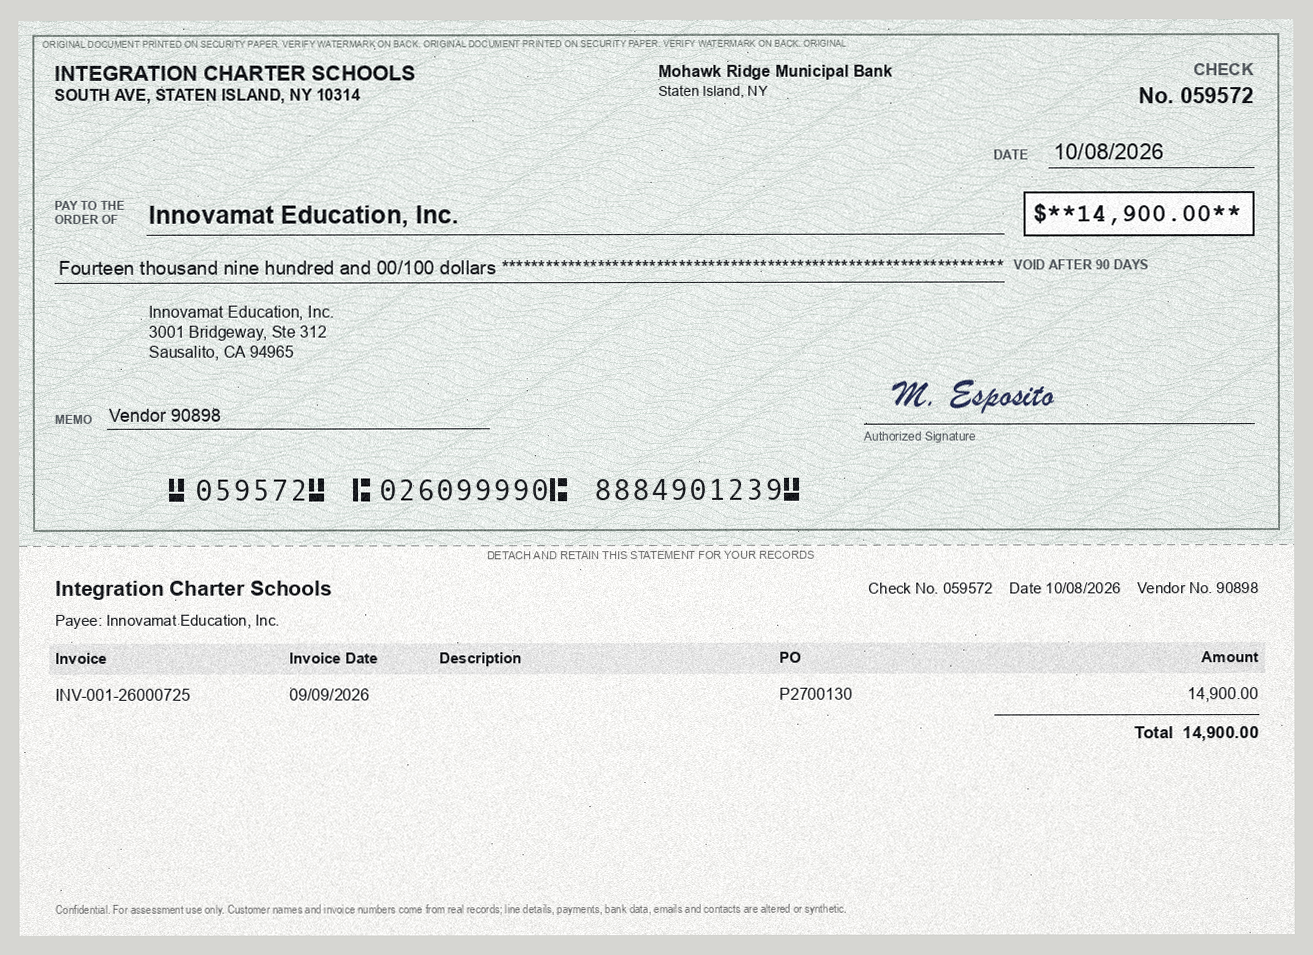 ORIGINAL DOCUMENT PRINTED ON SECURITY PAPER. VERIFY WATERMARK ON BACK. ORIGINAL DOCUMENT PRINTED ON SECURITY PAPER. VERIFY WATERMARK ON BACK. ORIGINAL
INTEGRATION CHARTER SCHOOLS
SOUTH AVE, STATEN ISLAND, NY 10314
Mohawk Ridge Municipal Bank
Staten Island, NY
CHECK
No. 059572
DATE 10/08/2026
PAY TO THE
ORDER OF
Innovamat Education, Inc.
$**14,900.00**
Fourteen thousand nine hundred and 00/100 dollars ************************************************************************
VOID AFTER 90 DAYS
Innovamat Education, Inc.
3001 Bridgeway, Ste 312
Sausalito, CA 94965
MEMO Vendor 90898
M. Esposito
Authorized Signature
⑈059572⑈ ⑆026099990⑆ 8884901239⑈
DETACH AND RETAIN THIS STATEMENT FOR YOUR RECORDS
Integration Charter Schools
Check No. 059572 Date 10/08/2026 Vendor No. 90898
Payee: Innovamat Education, Inc.
Invoice Invoice Date Description PO Amount
INV-001-26000725 09/09/2026 P2700130 14,900.00
Total 14,900.00
Confidential. For assessment use only. Customer names and invoice numbers come from real records; line details, payments, bank data, emails and contacts are altered or synthetic.